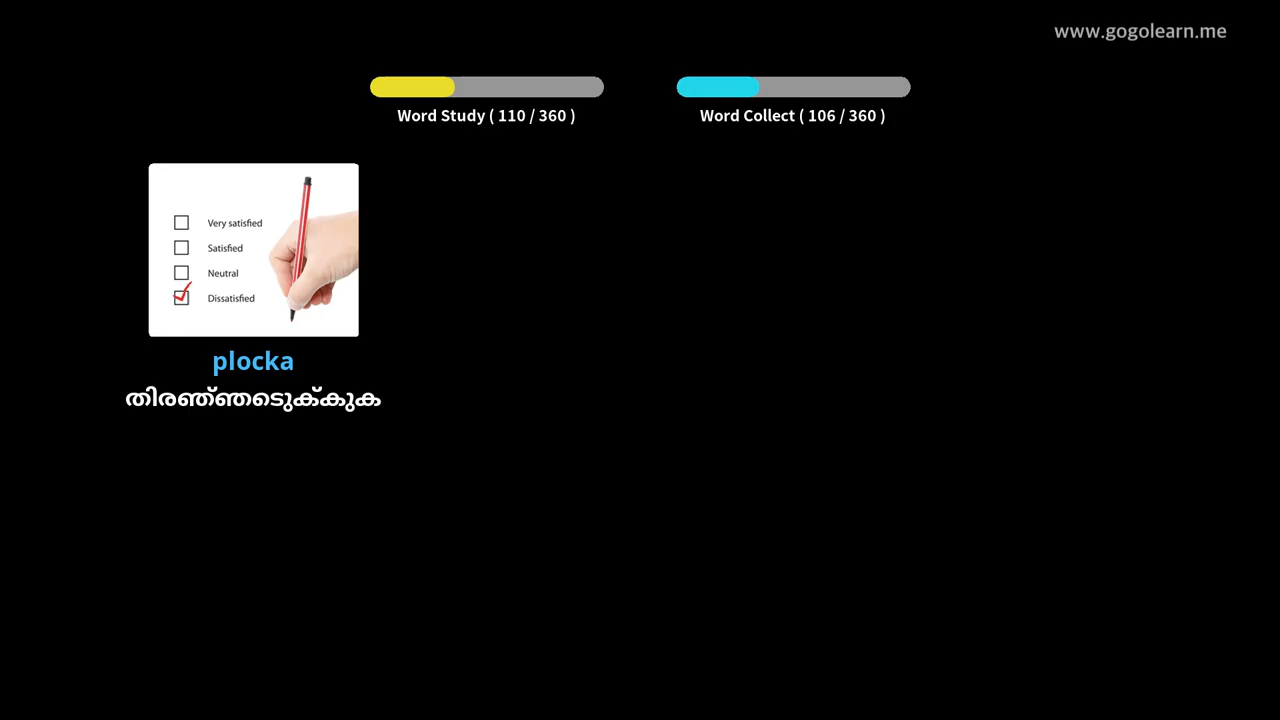 www.gogolearn.me
Word Study ( 110 / 360 )
Word Collect ( 106 / 360 )
Very satisfied
Satisfied
Neutral
Dissatisfied
plocka
തിരഞ്ഞെടുക്കുക